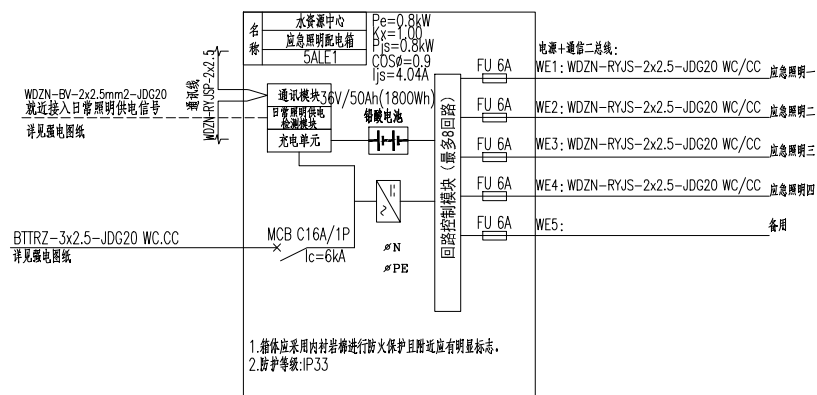 名称
水资源中心
应急照明配电箱
5ALE1
Pe=0.8kW
Kx=1.00
Pjs=0.8kW
COSø=0.9
Ijs=4.04A
通讯线
WDZN-RYJSP-2x2.5
WDZN-BV-2x2.5mm2-JDG20
就近接入日常照明供电信号
详见强电图纸
通讯模块
日常照明供电
检测模块
充电单元
36V/50Ah(1800Wh)
铅酸电池
回路控制模块（最多8回路）
电源+通信二总线：
FU 6A
WE1: WDZN-RYJS-2x2.5-JDG20 WC/CC
应急照明一
FU 6A
WE2: WDZN-RYJS-2x2.5-JDG20 WC/CC
应急照明二
FU 6A
WE3: WDZN-RYJS-2x2.5-JDG20 WC/CC
应急照明三
FU 6A
WE4: WDZN-RYJS-2x2.5-JDG20 WC/CC
应急照明四
FU 6A
WE5:
备用
BTTRZ-3x2.5-JDG20 WC.CC
详见强电图纸
MCB C16A/1P
Ic=6kA
øN
øPE
1.箱体应采用内衬岩棉进行防火保护且附近应有明显标志。
2.防护等级:IP33